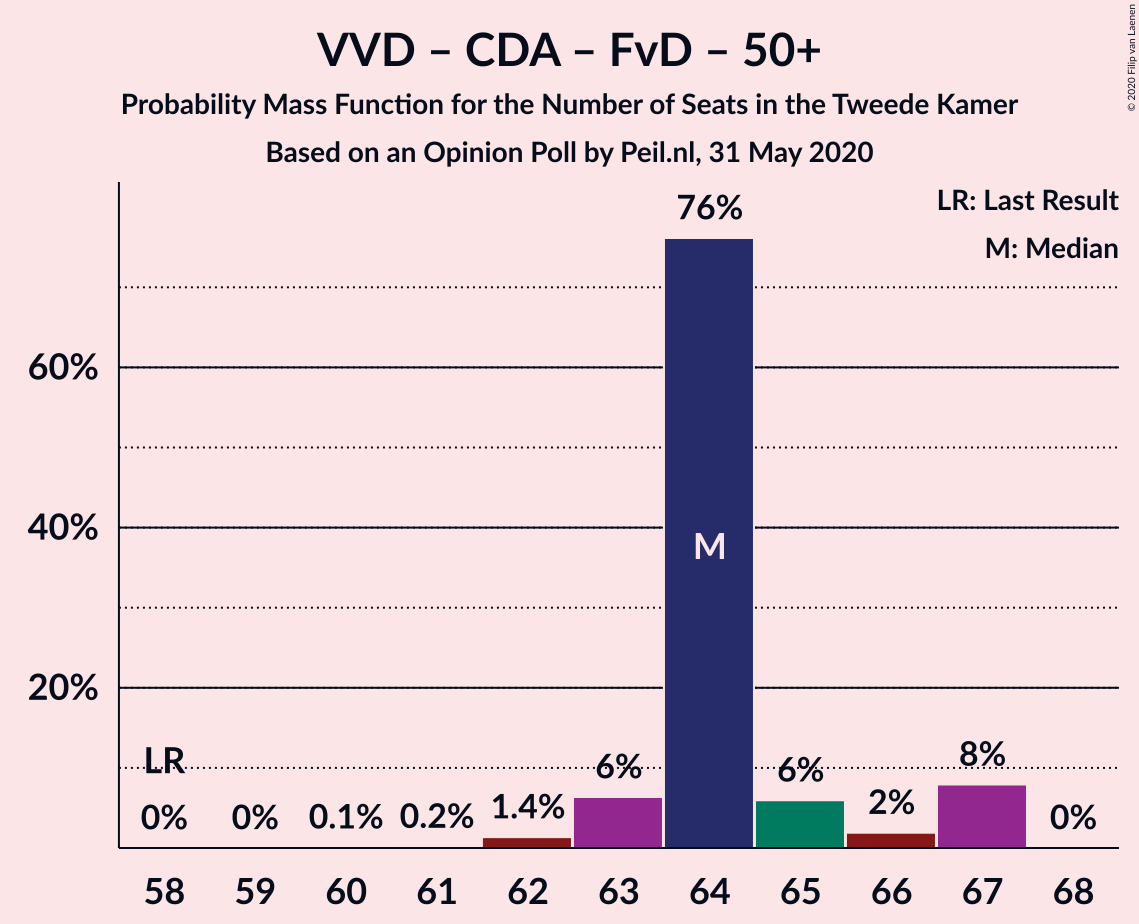 VVD – CDA – FvD – 50+
Probability Mass Function for the Number of Seats in the Tweede Kamer
Based on an Opinion Poll by Peil.nl, 31 May 2020
© 2020 Filip van Laenen
LR: Last Result
M: Median
60%
40%
20%
LR
M
0%
0%
0.1%
0.2%
1.4%
6%
76%
6%
2%
8%
0%
58 59 60 61 62 63 64 65 66 67 68